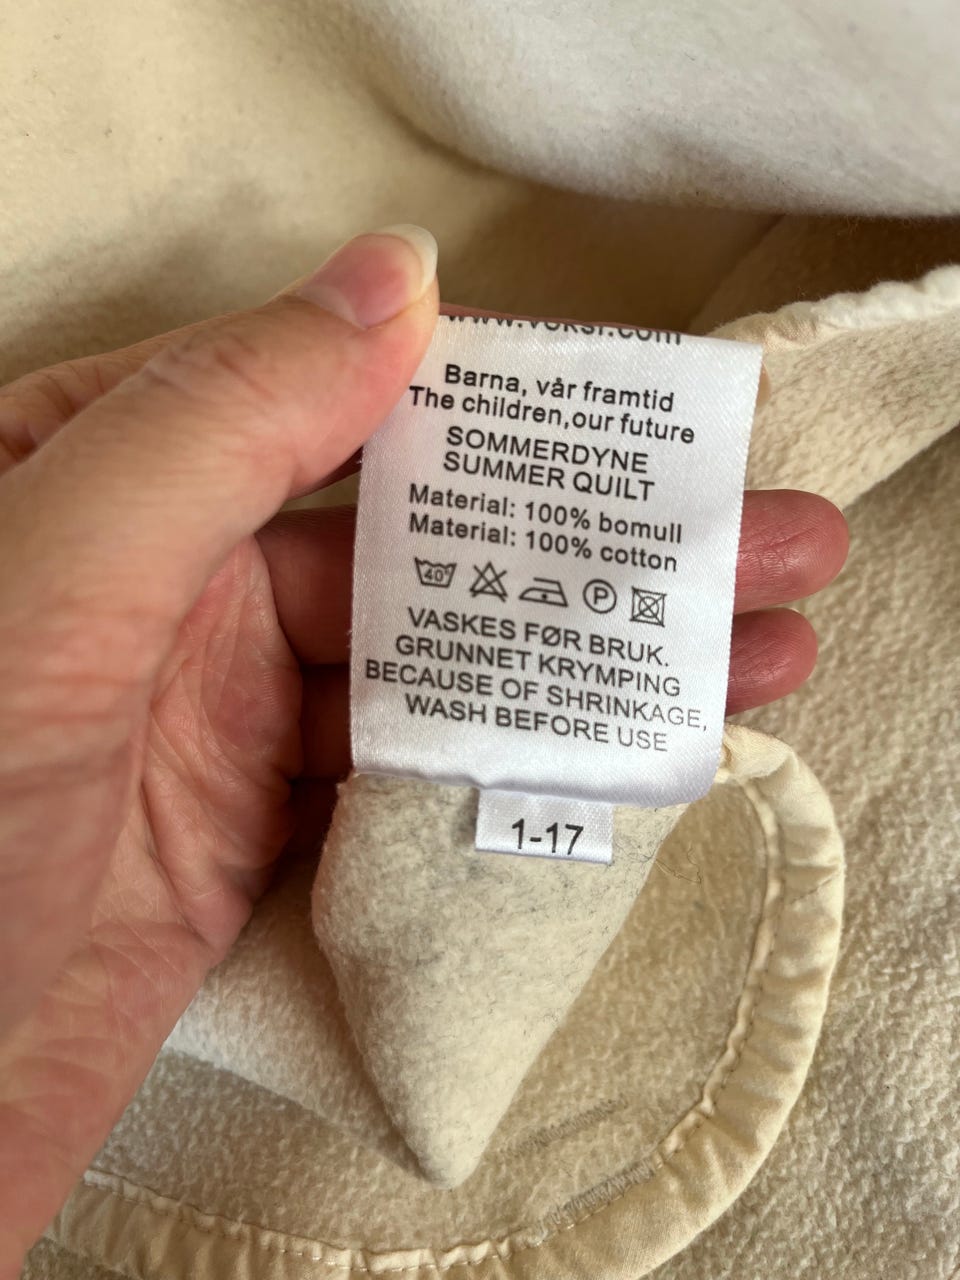 www.voksi.com
Barna, vår framtid
The children,our future
SOMMERDYNE
SUMMER QUILT
Material: 100% bomull
Material: 100% cotton
40° P
VASKES FØR BRUK.
GRUNNET KRYMPING
BECAUSE OF SHRINKAGE,
WASH BEFORE USE
1-17